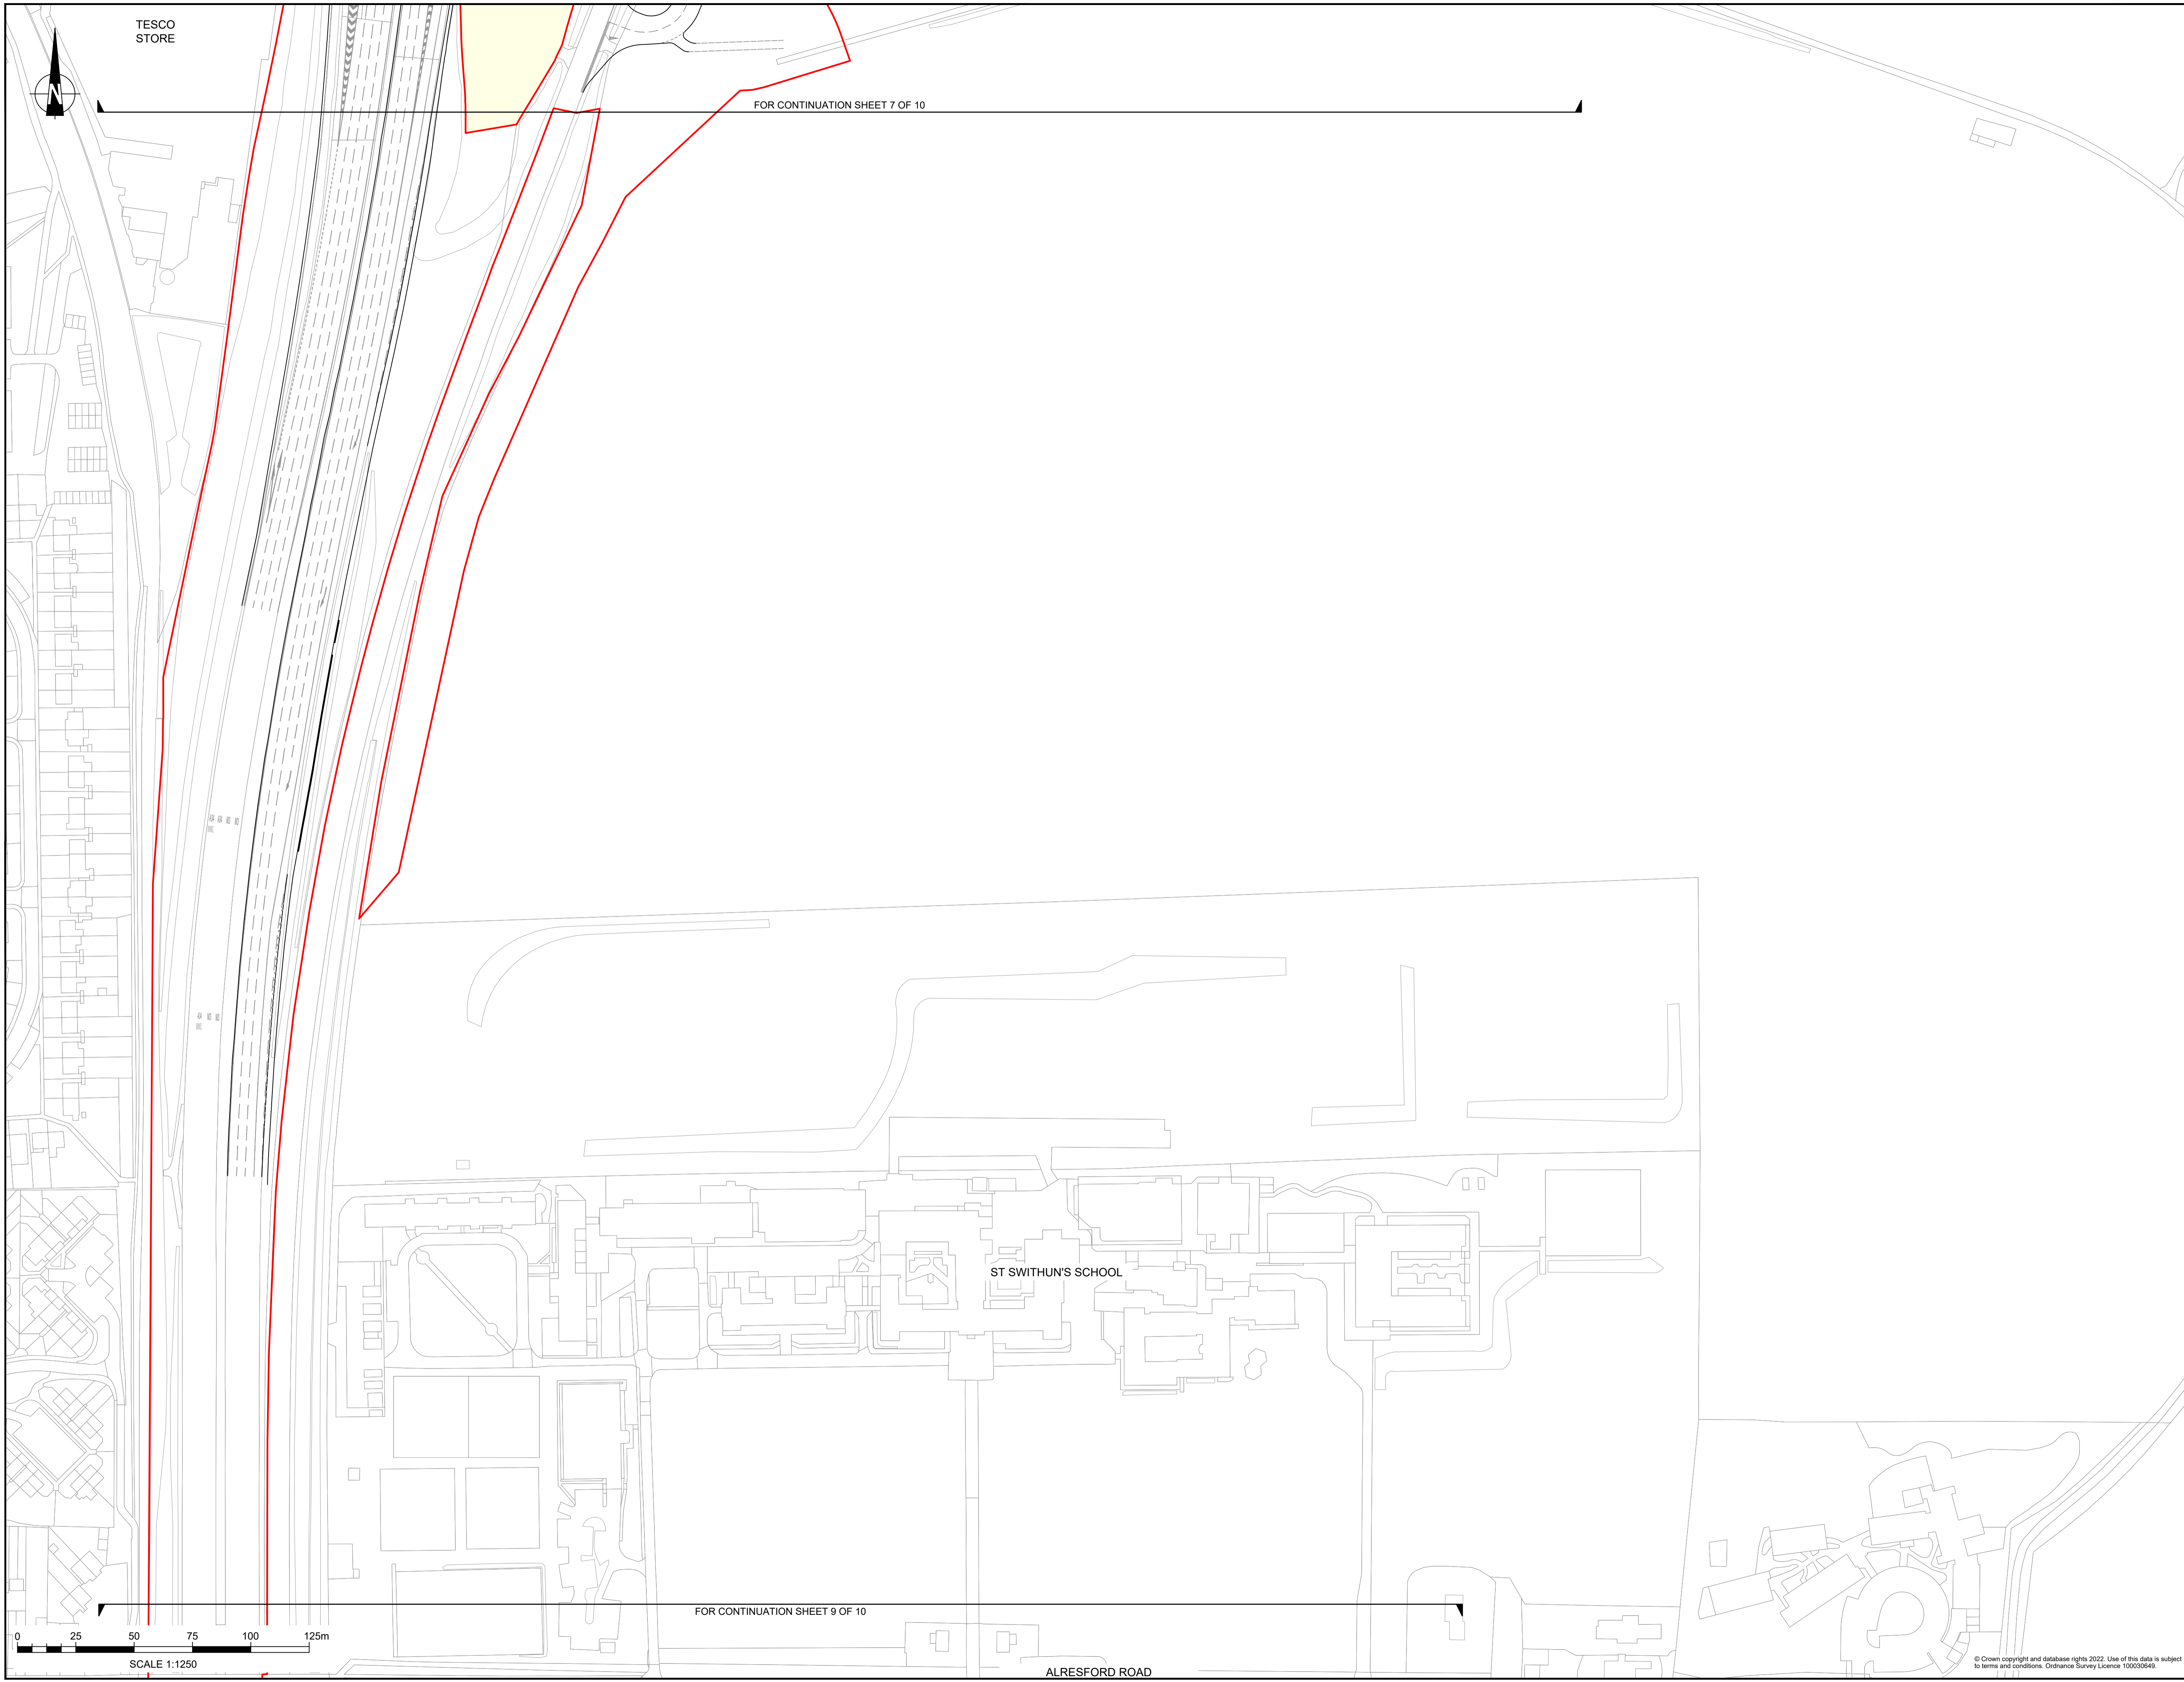 TESCO
STORE
N
FOR CONTINUATION SHEET 7 OF 10
ST SWITHUN'S SCHOOL
FOR CONTINUATION SHEET 9 OF 10
0 25 50 75 100 125m
SCALE 1:1250
ALRESFORD ROAD
© Crown copyright and database rights 2022. Use of this data is subject
to terms and conditions. Ordnance Survey Licence 100030649.